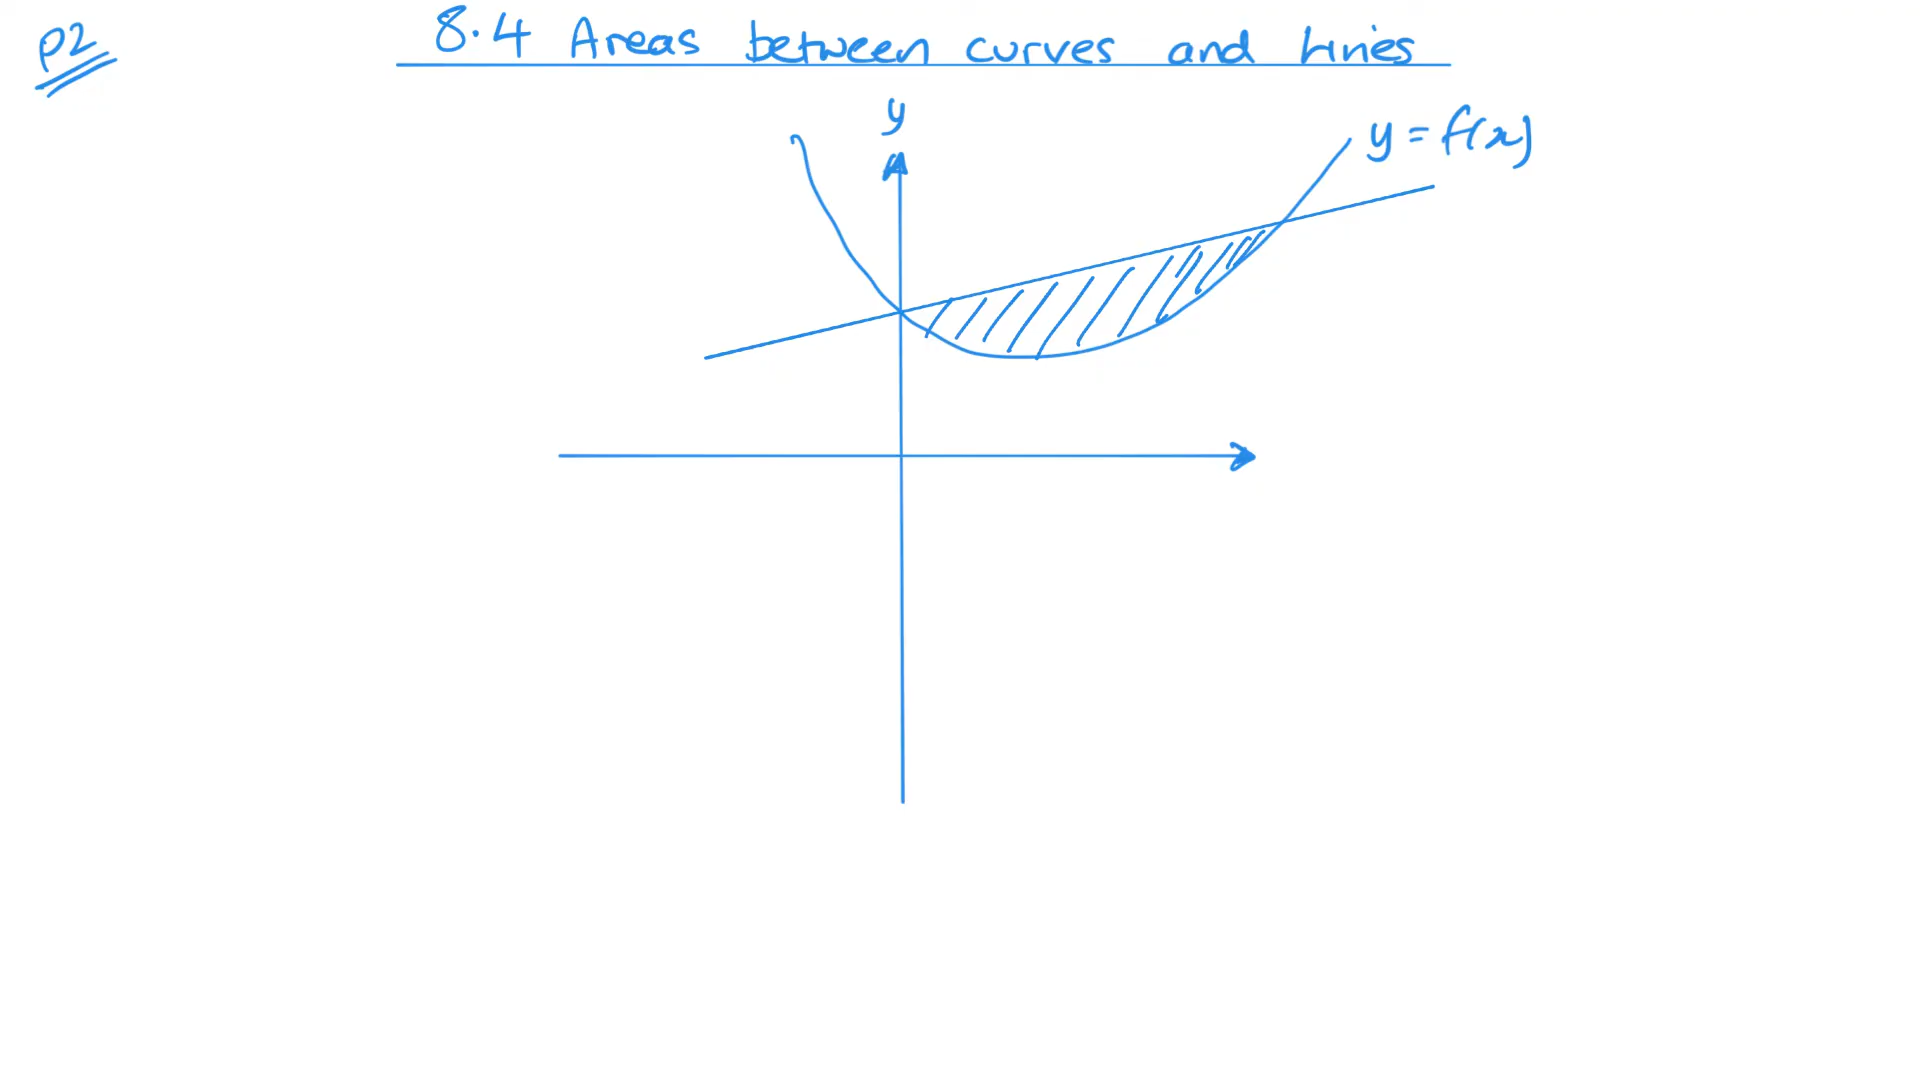 P2
8.4 Areas between curves and Lines
y
y = f(x)